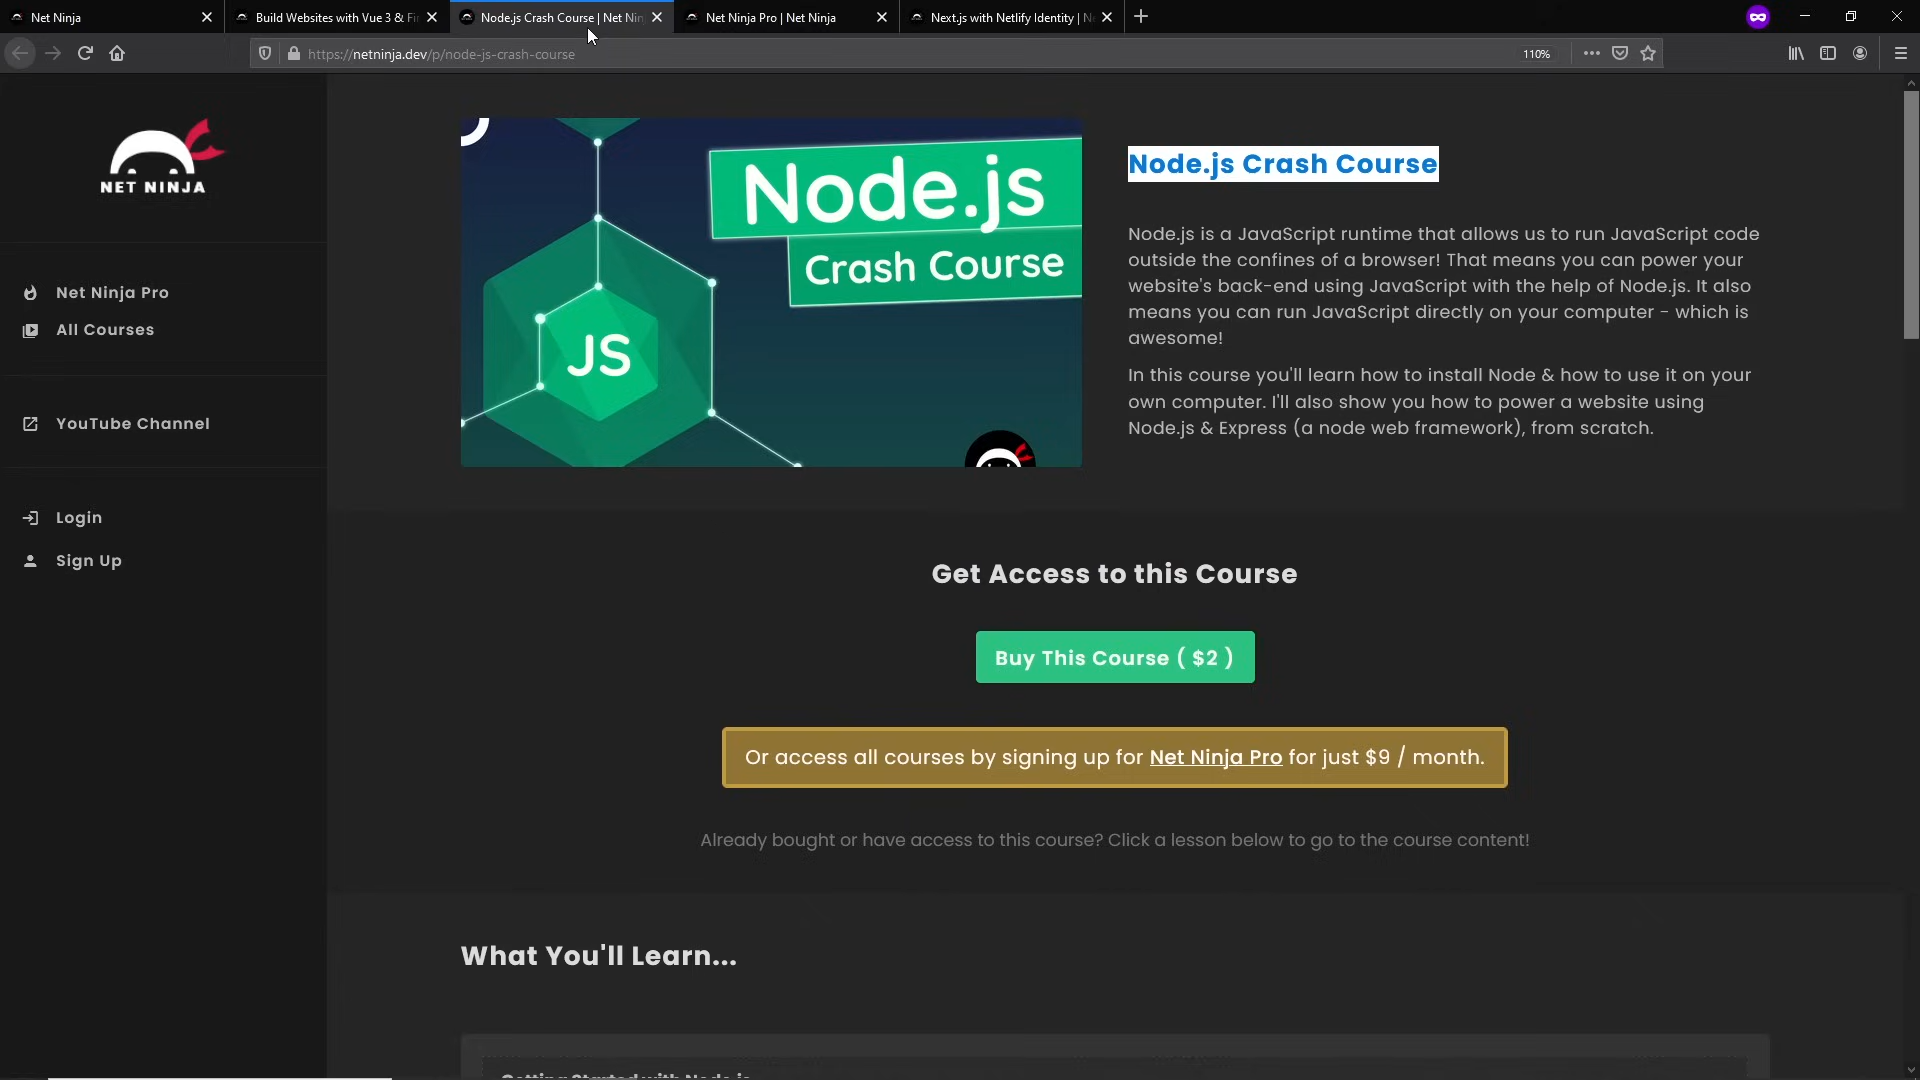 Net Ninja
Build Websites with Vue 3 & Fir
Node.js Crash Course | Net Nin
Net Ninja Pro | Net Ninja
Next.js with Netlify Identity | N
https://netninja.dev/p/node-js-crash-course
110%
NET NINJA
Net Ninja Pro
All Courses
YouTube Channel
Login
Sign Up
Node.js
Crash Course
JS
Node.js Crash Course
Node.js is a JavaScript runtime that allows us to run JavaScript code
outside the confines of a browser! That means you can power your
website's back-end using JavaScript with the help of Node.js. It also
means you can run JavaScript directly on your computer - which is
awesome!
In this course you'll learn how to install Node & how to use it on your
own computer. I'll also show you how to power a website using
Node.js & Express (a node web framework), from scratch.
Get Access to this Course
Buy This Course ( $2 )
Or access all courses by signing up for Net Ninja Pro for just $9 / month.
Already bought or have access to this course? Click a lesson below to go to the course content!
What You'll Learn...
Getting Started with Node.js